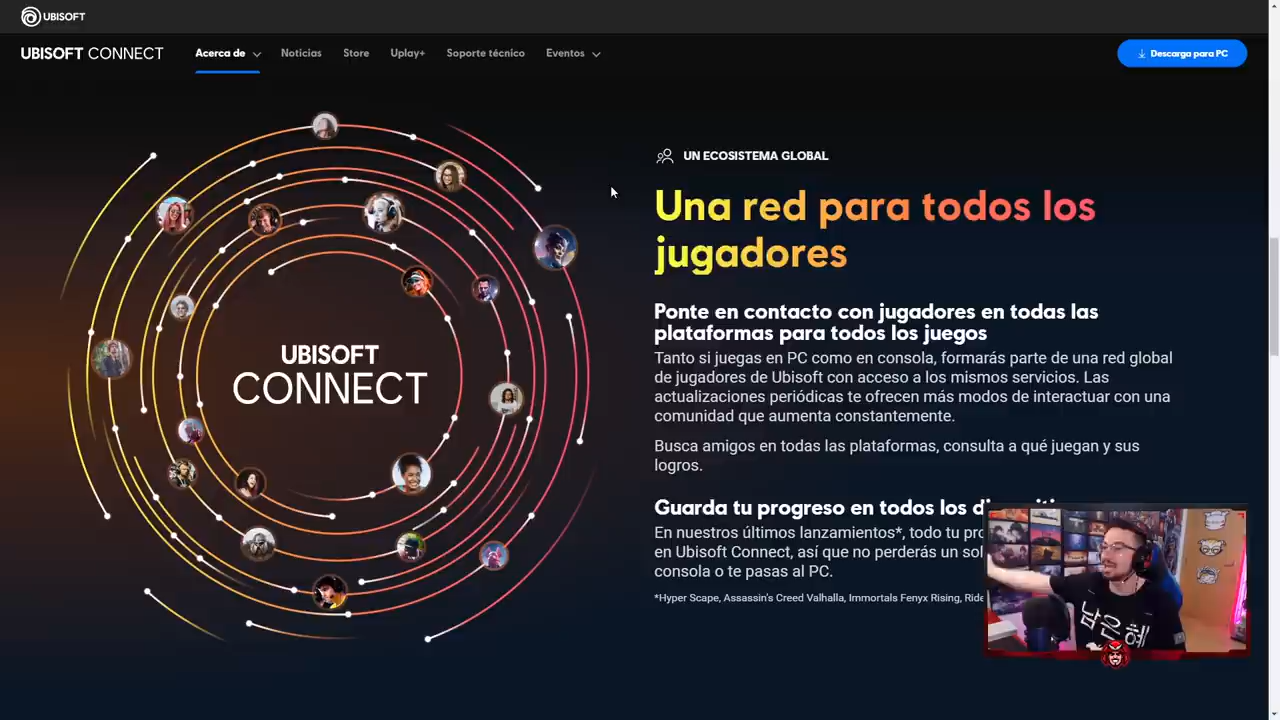 UBISOFT
UBISOFT CONNECT
Acerca de
Noticias
Store
Uplay+
Soporte técnico
Eventos
Descarga para PC
UBISOFT
CONNECT
UN ECOSISTEMA GLOBAL
Una red para todos los
jugadores
Ponte en contacto con jugadores en todas las
plataformas para todos los juegos
Tanto si juegas en PC como en consola, formarás parte de una red global
de jugadores de Ubisoft con acceso a los mismos servicios. Las
actualizaciones periódicas te ofrecen más modos de interactuar con una
comunidad que aumenta constantemente.
Busca amigos en todas las plataformas, consulta a qué juegan y sus
logros.
Guarda tu progreso en todos los
En nuestros últimos lanzamientos*, todo tu
en Ubisoft Connect, así que no perderás un
consola o te pasas al PC.
*Hyper Scape, Assassin's Creed Valhalla, Immortals Fenyx Rising,
남은혜